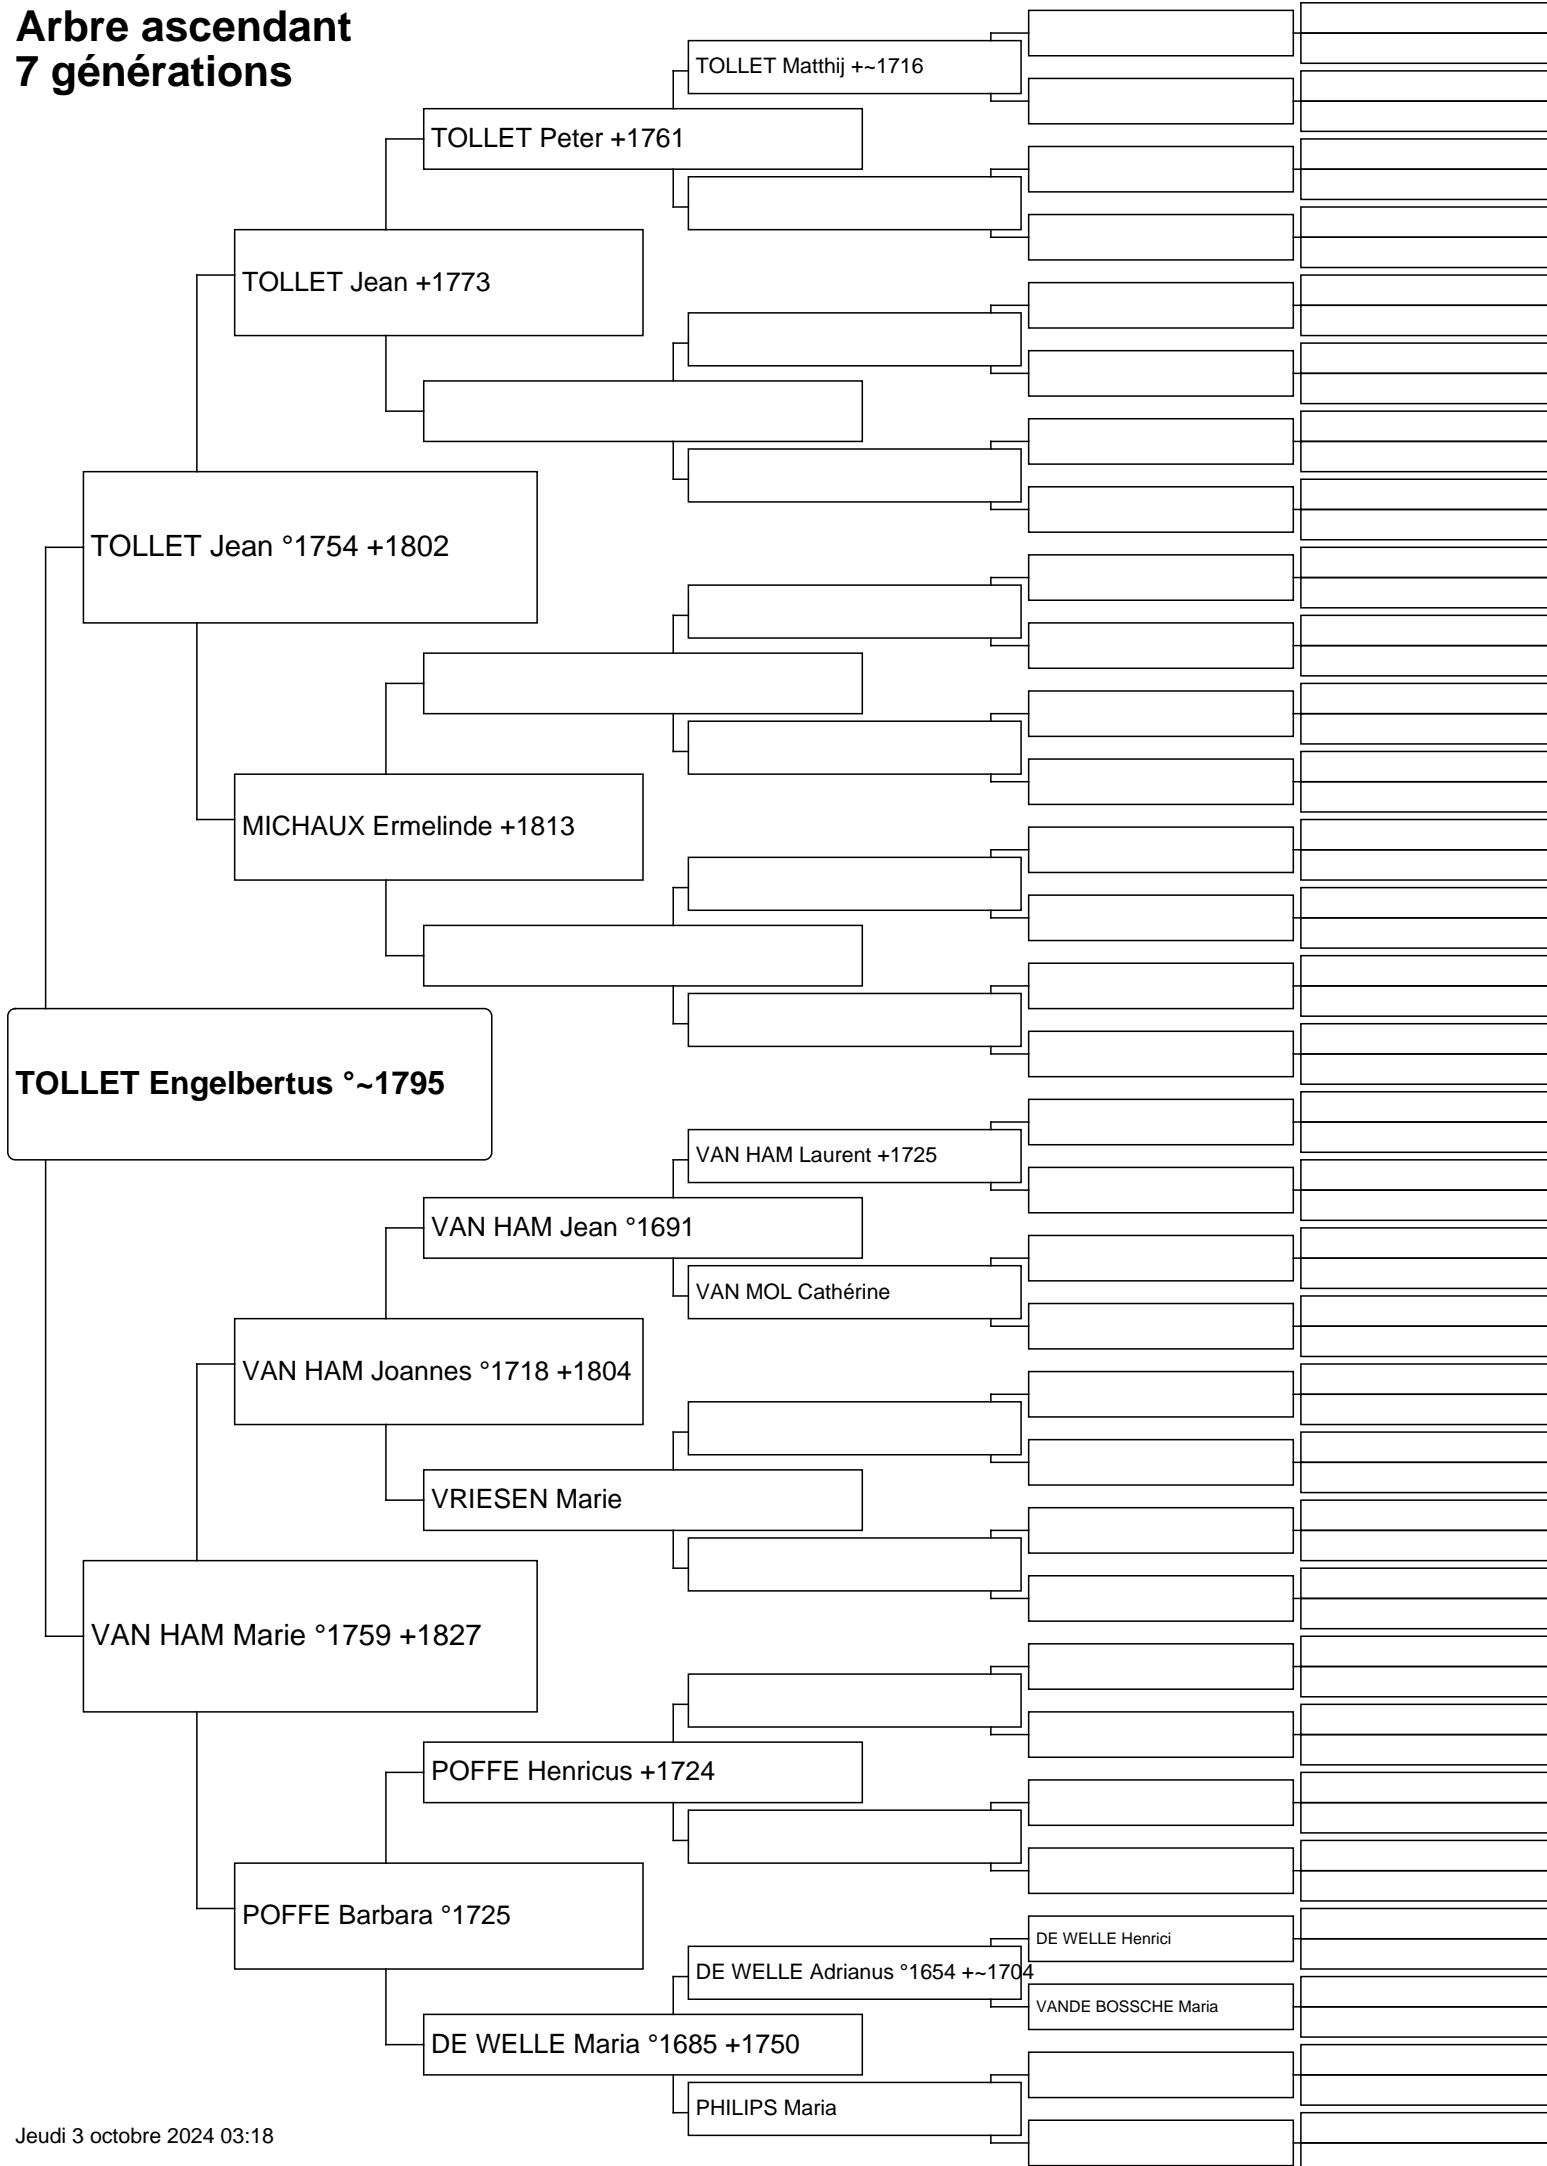 Arbre ascendant
7 générations
TOLLET Matthij +~1716
TOLLET Peter +1761
TOLLET Jean +1773
TOLLET Jean °1754 +1802
MICHAUX Ermelinde +1813
TOLLET Engelbertus °~1795
VAN HAM Laurent +1725
VAN HAM Jean °1691
VAN MOL Cathérine
VAN HAM Joannes °1718 +1804
VRIESEN Marie
VAN HAM Marie °1759 +1827
POFFE Henricus +1724
POFFE Barbara °1725
DE WELLE Henrici
DE WELLE Adrianus °1654 +~1704
VANDE BOSSCHE Maria
DE WELLE Maria °1685 +1750
PHILIPS Maria
Jeudi 3 octobre 2024 03:18